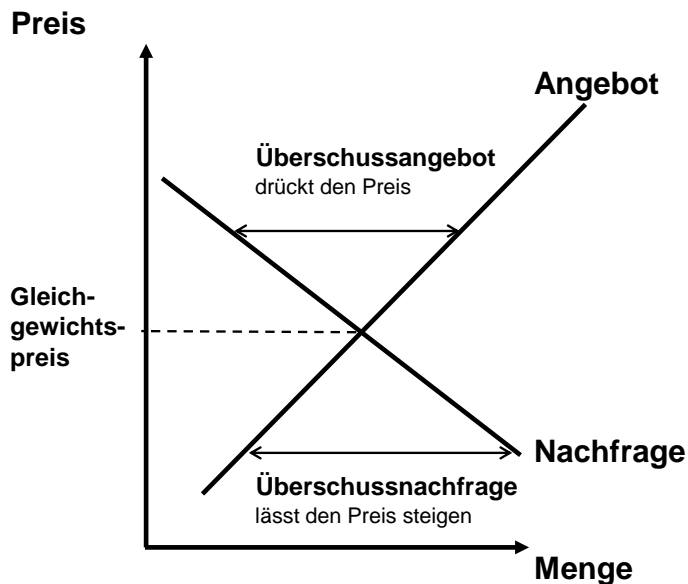 Preis
Angebot
Überschussangebot
drückt den Preis
Gleich-
gewichts-
preis
Nachfrage
Überschussnachfrage
lässt den Preis steigen
Menge